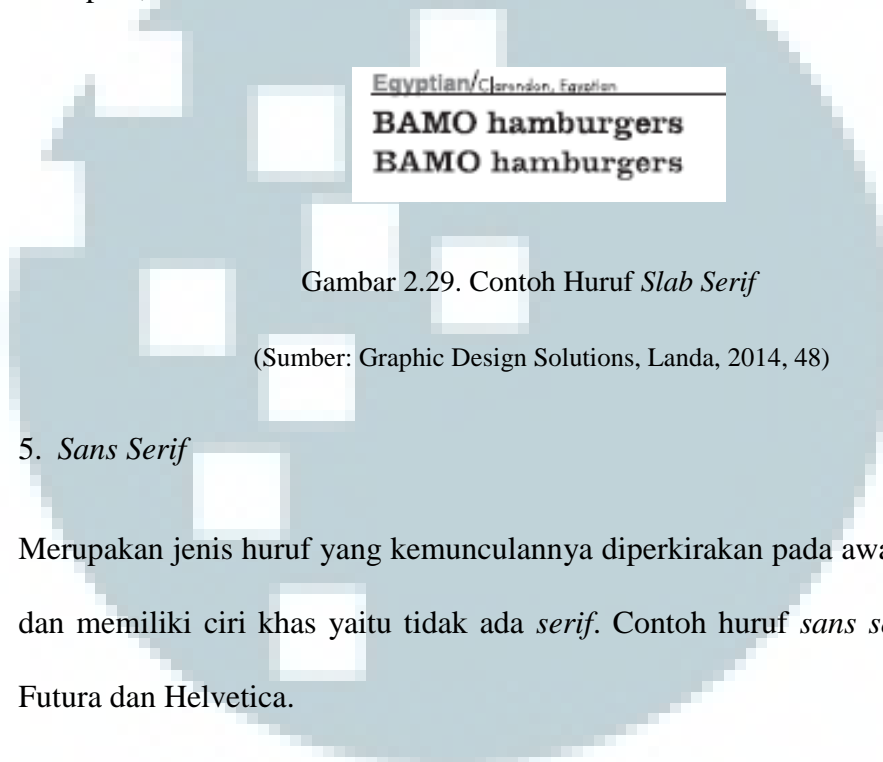 Egyptian/Clarendon, Egyptian
BAMO hamburgers
BAMO hamburgers
Gambar 2.29. Contoh Huruf Slab Serif
(Sumber: Graphic Design Solutions, Landa, 2014, 48)
5. Sans Serif
Merupakan jenis huruf yang kemunculannya diperkirakan pada
dan memiliki ciri khas yaitu tidak ada serif. Contoh huruf sans
Futura dan Helvetica.